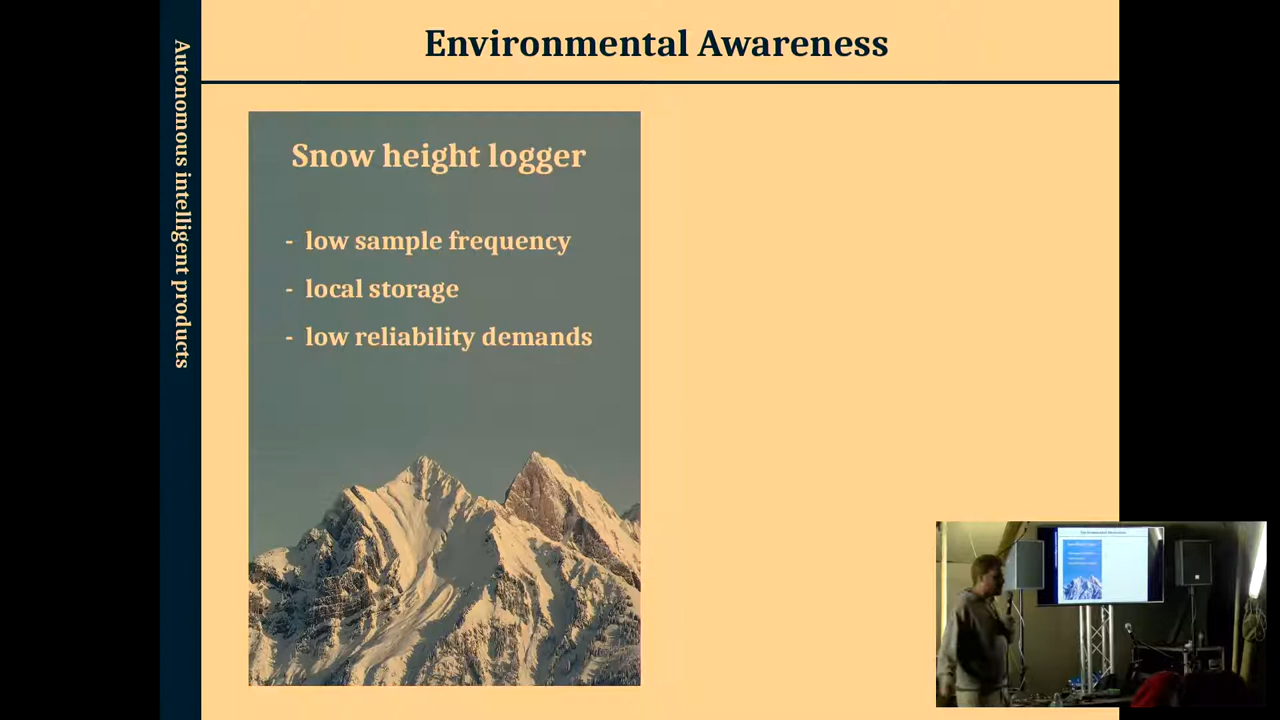 Environmental Awareness
Autonomous intelligent products
Snow height logger
- low sample frequency
- local storage
- low reliability demands